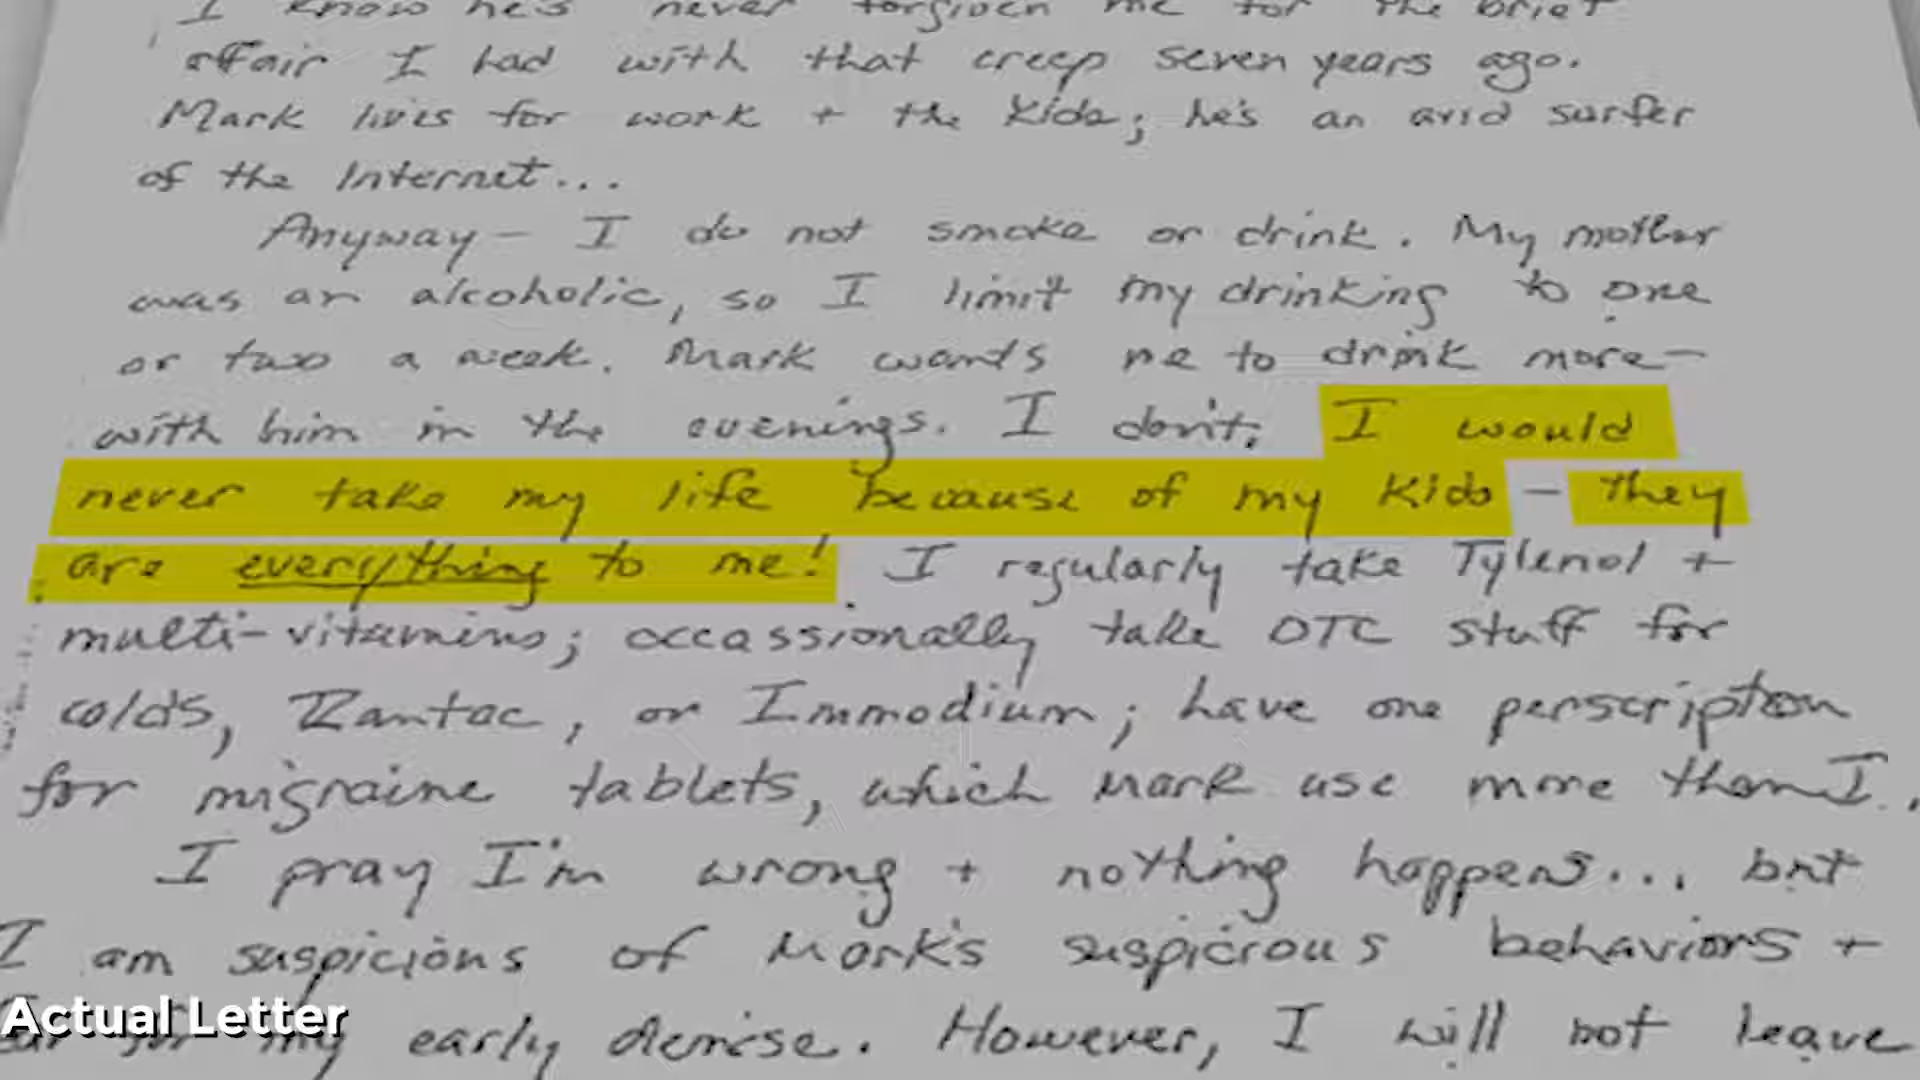 I know he's never forgiven me for the brief
affair I had with that creep seven years ago.
Mark lives for work + the kids; he's an avid surfer
of the Internet...
Anyway - I do not smoke or drink. My mother
was an alcoholic, so I limit my drinking to one
or two a week. Mark wants me to drink more -
with him in the evenings. I don't. I would
never take my life because of my kids - they
are everything to me! I regularly take Tylenol +
multi-vitamins; occassionally take OTC stuff for
colds, Zantac, or Immodium; have one perscription
for migraine tablets, which Mark use more than I.
I pray I'm wrong + nothing happens... but
I am suspicious of Mark's suspicious behaviors +
my early demise. However, I will not leave
Actual Letter